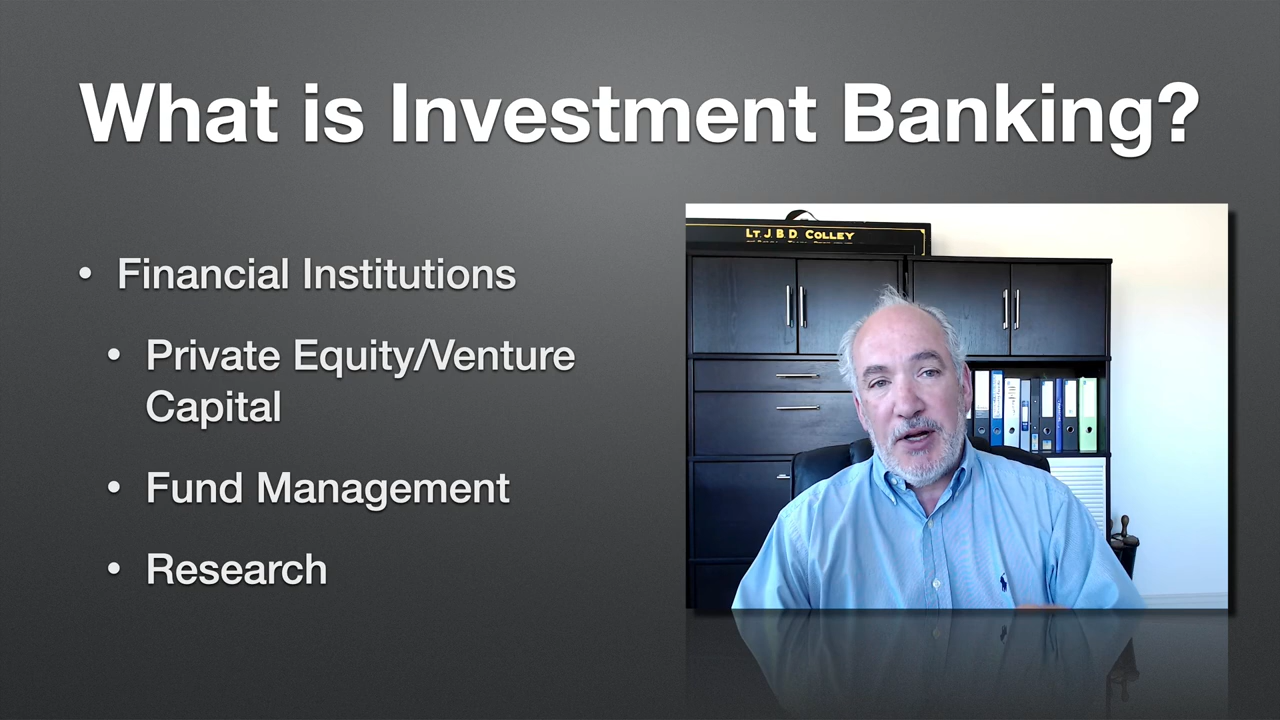 What is Investment Banking?
• Financial Institutions
• Private Equity/Venture
Capital
• Fund Management
• Research
LT. J. B. D COLLEY